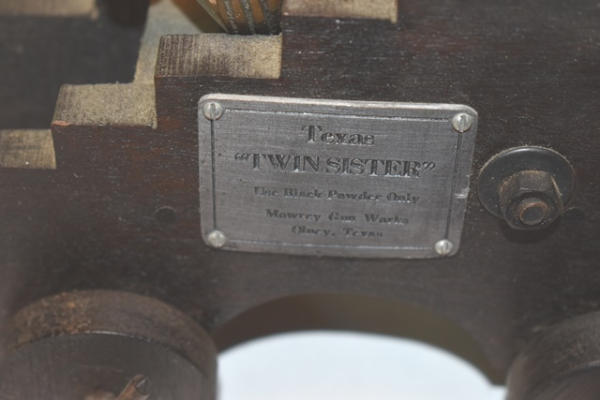 Texas
"TWIN SISTER"
Use Black Powder Only
Mowrey Gun Works
Olney, Texas